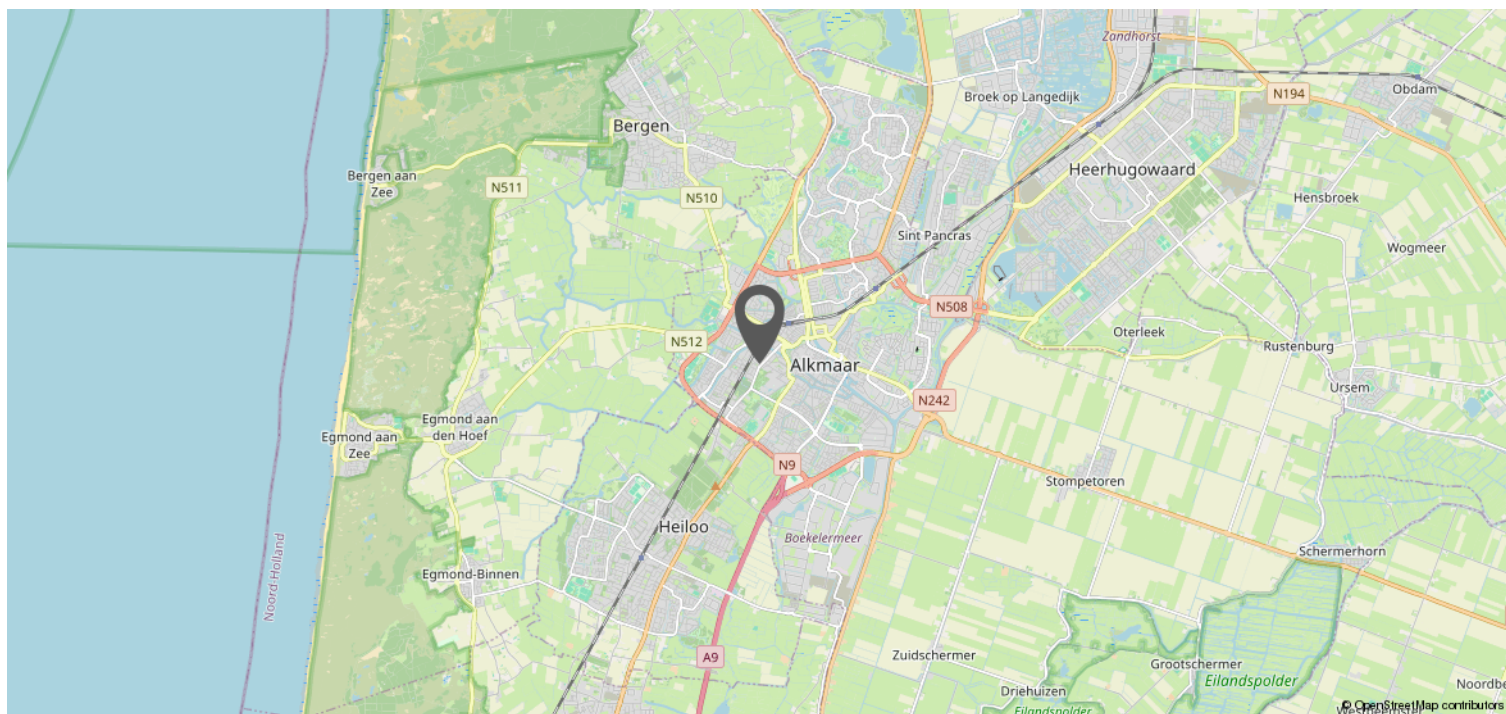 Zandhorst
Obdam
N194
Broek op Langedijk
Bergen
Heerhugowaard
Bergen aan
Zee
N511
N510
Hensbroek
Sint Pancras
Wogmeer
N508
Oterleek
N512
Rustenburg
Alkmaar
Ursem
N242
Egmond aan
den Hoef
Egmond aan
Zee
N9
Stompetoren
Heiloo
Boekelermeer
Schermerhorn
Noord-Holland
Egmond-Binnen
A9
Zuidschermer
Grootschermer
Eilandspolder
Driehuizen
Noordbe
© OpenStreetMap contributors
Eilandspolder